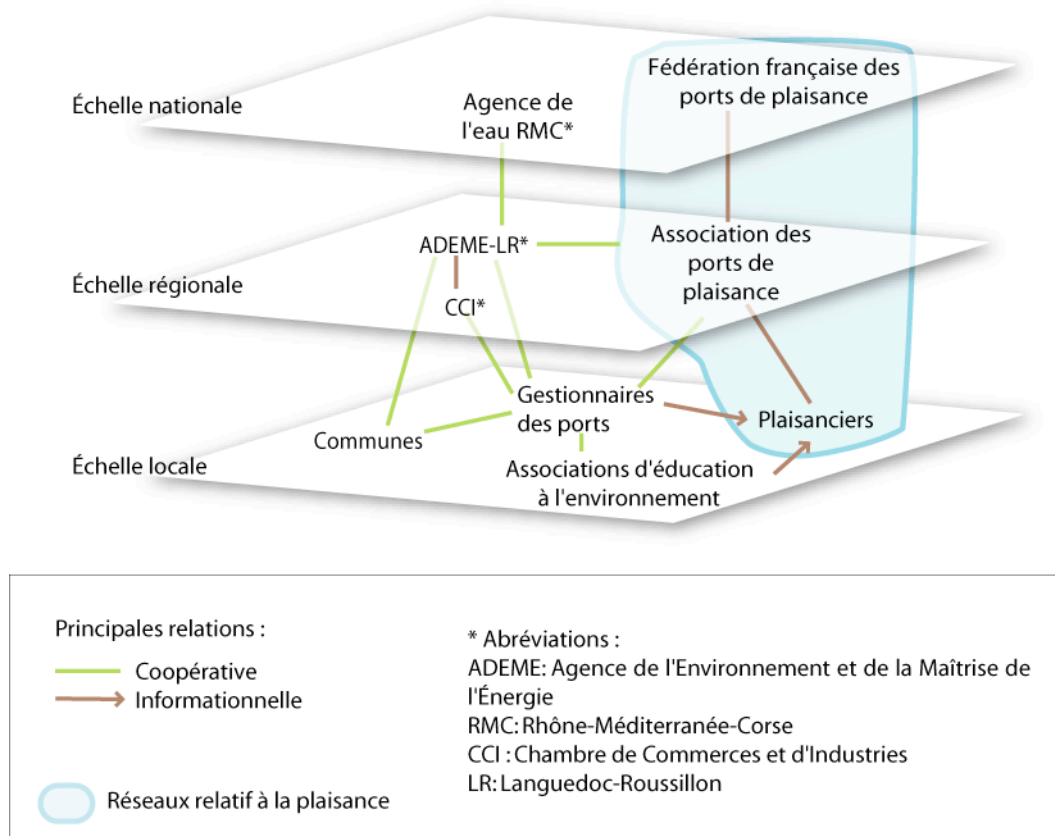 Échelle nationale
Agence de
l'eau RMC*
Fédération française des
ports de plaisance
Échelle régionale
ADEME-LR*
CCI*
Association des
ports de
plaisance
Échelle locale
Communes
Gestionnaires
des ports
Plaisanciers
Associations d'éducation
à l'environnement
Principales relations :
Coopérative
Informationnelle
Réseaux relatif à la plaisance
* Abréviations :
ADEME: Agence de l'Environnement et de la Maîtrise de
l'Énergie
RMC: Rhône-Méditerranée-Corse
CCI : Chambre de Commerces et d'Industries
LR: Languedoc-Roussillon